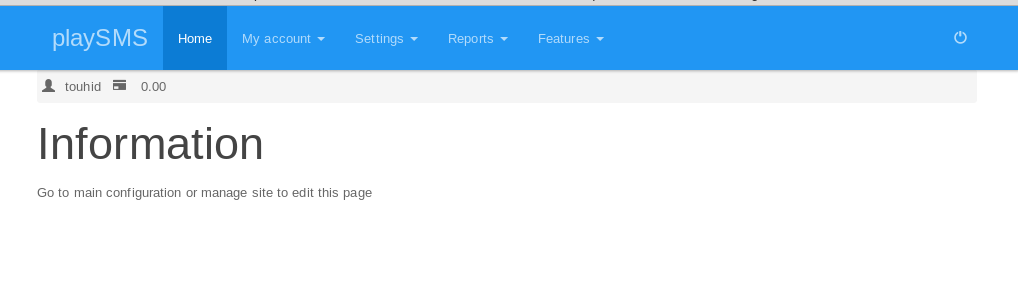 playSMS Home My account Settings Reports Features
touhid 0.00
Information
Go to main configuration or manage site to edit this page